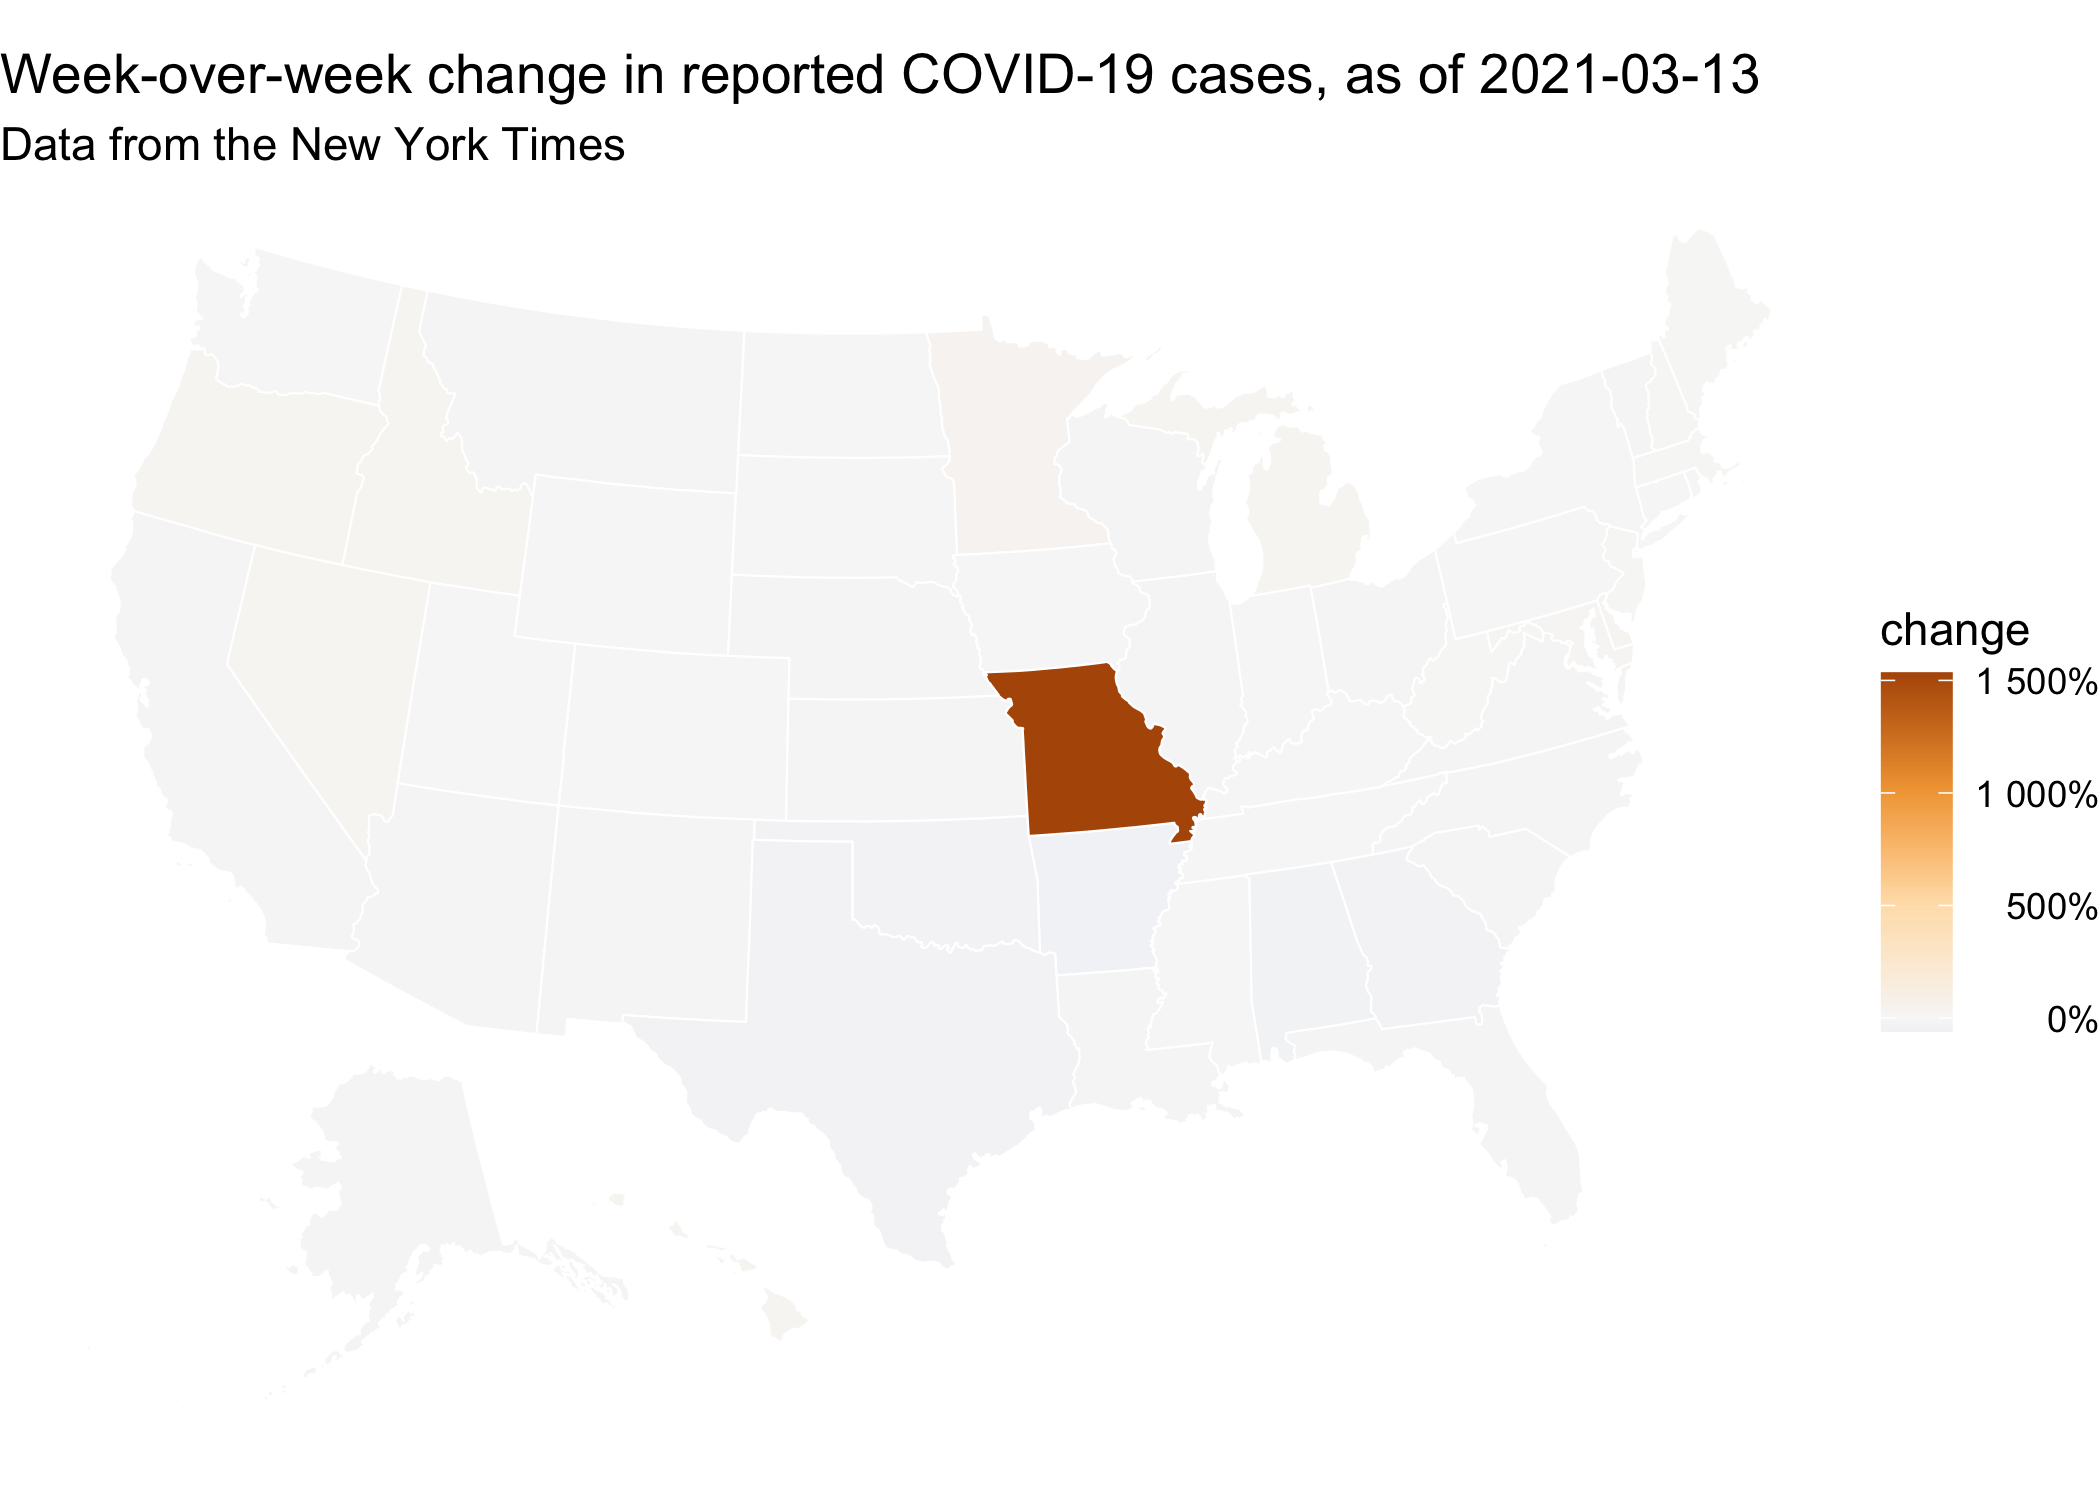 Week-over-week change in reported COVID-19 cases, as of 2021-03-13
Data from the New York Times
change
1 500%
1 000%
500%
0%